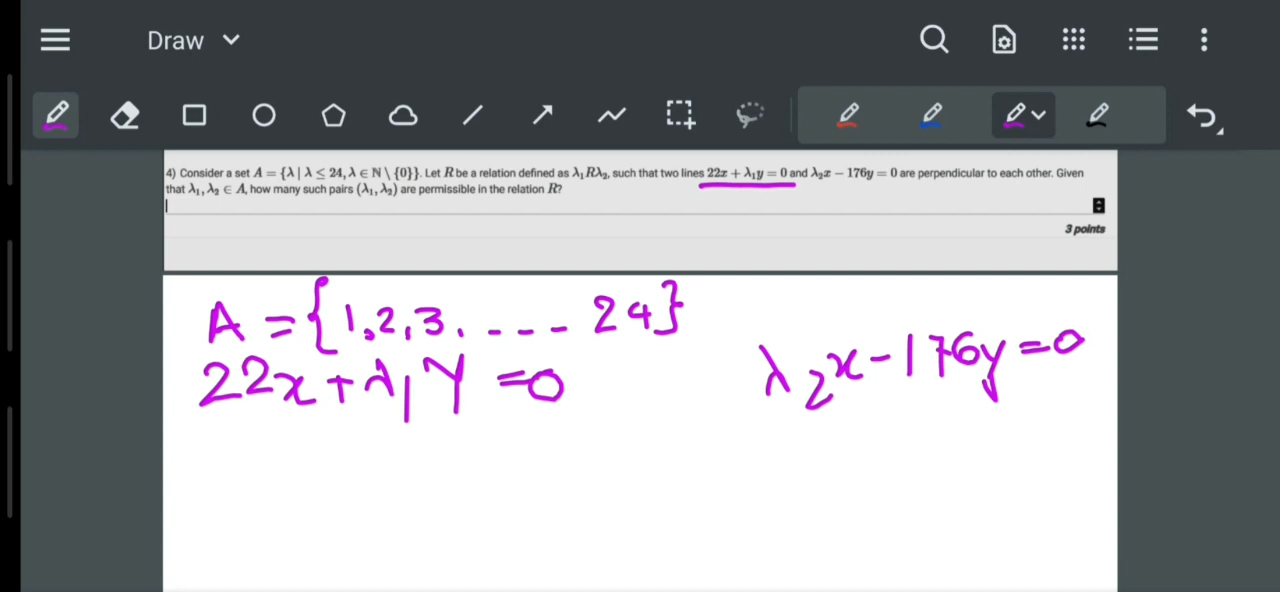 Draw
4) Consider a set A = {λ | λ ≤ 24, λ ∈ ℕ \ {0}}. Let R be a relation defined as λ₁Rλ₂, such that two lines 22x + λ₁y = 0 and λ₂x − 176y = 0 are perpendicular to each other. Given
that λ₁, λ₂ ∈ A, how many such pairs (λ₁, λ₂) are permissible in the relation R?
3 points
A = {1,2,3, - - - 24}
22x + λ₁y = 0
λ₂x - 176y = 0